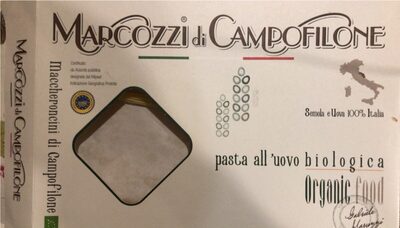 MARCOZZI® di CAMPOFILONE
MARCOZZI di CAMPOFILONE
Maccheroncini di Campofilone
Semola e Uova 100% Italia
pasta all'uovo biologica
Organic food